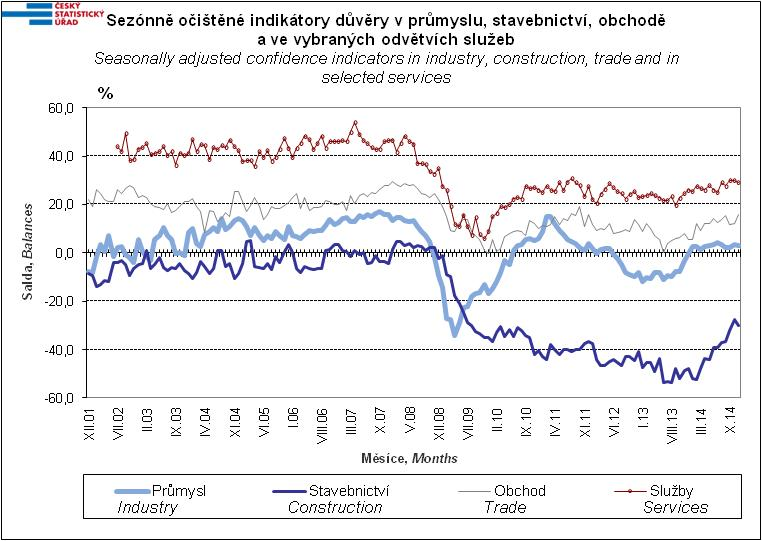 ČESKÝ
STATISTICKÝ
ÚŘAD
Sezónně očištěné indikátory důvěry v průmyslu, stavebnictví, obchodě
a ve vybraných odvětvích služeb
Seasonally adjusted confidence indicators in industry, construction, trade and in
selected services
%
60,0
40,0
20,0
0,0
-20,0
-40,0
-60,0
Salda, Balances
XII.01
VII.02
II.03
IX.03
IV.04
XI.04
VI.05
I.06
VIII.06
III.07
X.07
V.08
XII.08
VII.09
II.10
IX.10
IV.11
XI.11
VI.12
I.13
VIII.13
III.14
X.14
Měsíce, Months
Průmysl Stavebnictví Obchod Služby
Industry Construction Trade Services